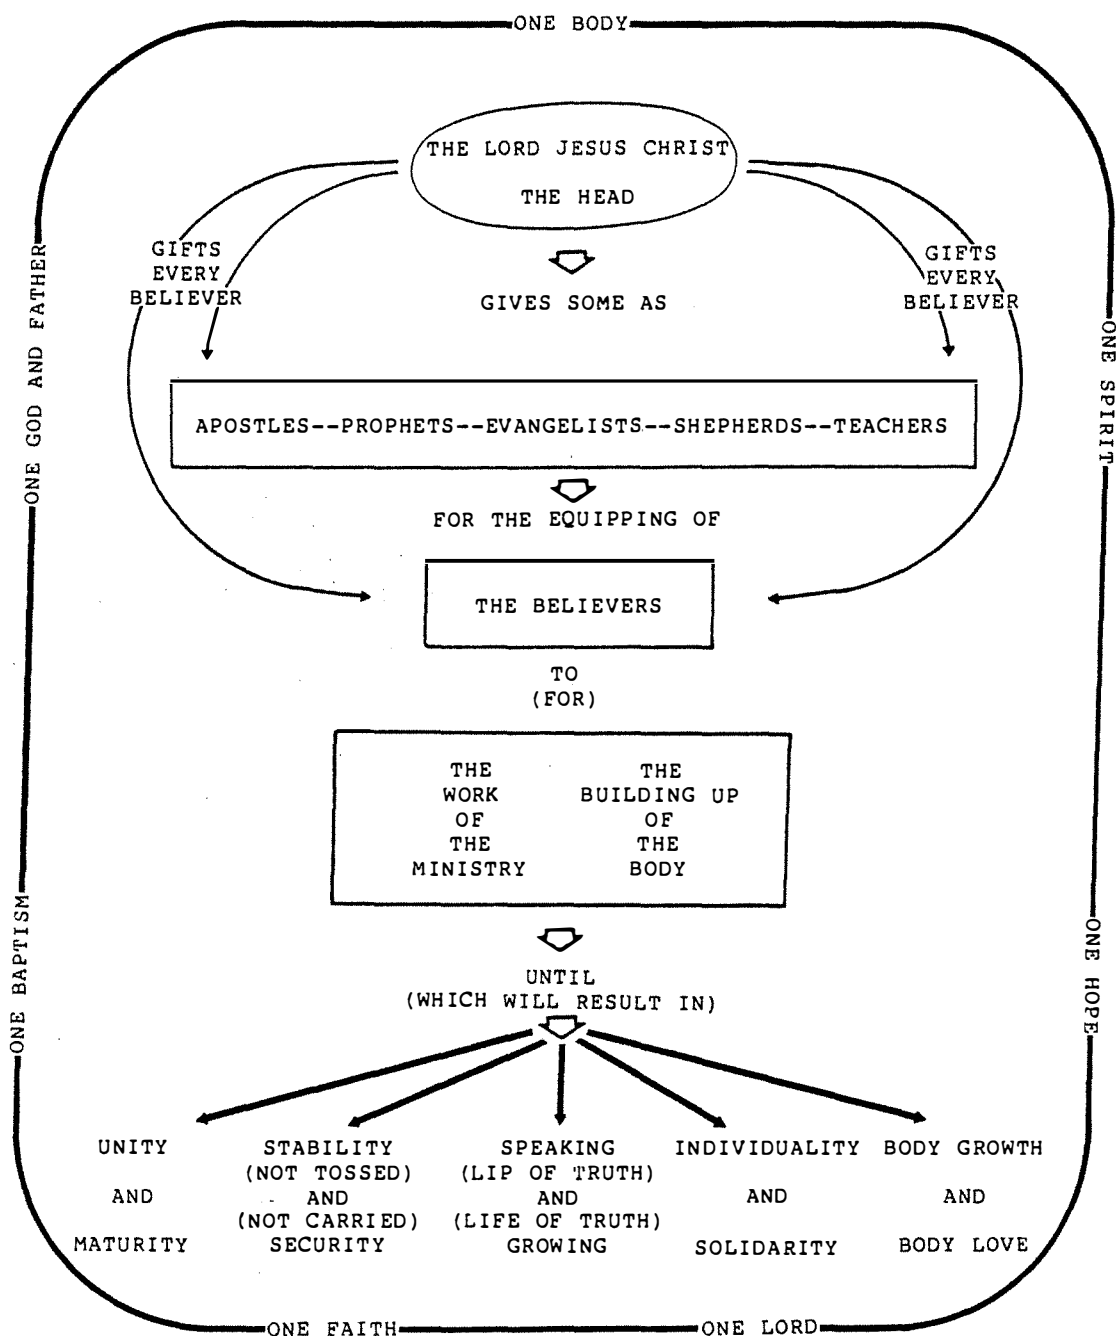 ONE BODY
THE LORD JESUS CHRIST
THE HEAD
GIFTS
EVERY
BELIEVER
GIFTS
EVERY
BELIEVER
GIVES SOME AS
ONE GOD AND FATHER
ONE SPIRIT
APOSTLES--PROPHETS--EVANGELISTS--SHEPHERDS--TEACHERS
FOR THE EQUIPPING OF
THE BELIEVERS
TO
(FOR)
THE
WORK
OF
THE
MINISTRY
THE
BUILDING UP
OF
THE
BODY
ONE BAPTISM
ONE HOPE
UNTIL
(WHICH WILL RESULT IN)
UNITY
AND
MATURITY
STABILITY
(NOT TOSSED)
AND
(NOT CARRIED)
SECURITY
SPEAKING
(LIP OF TRUTH)
AND
(LIFE OF TRUTH)
GROWING
INDIVIDUALITY
AND
SOLIDARITY
BODY GROWTH
AND
BODY LOVE
ONE FAITH
ONE LORD